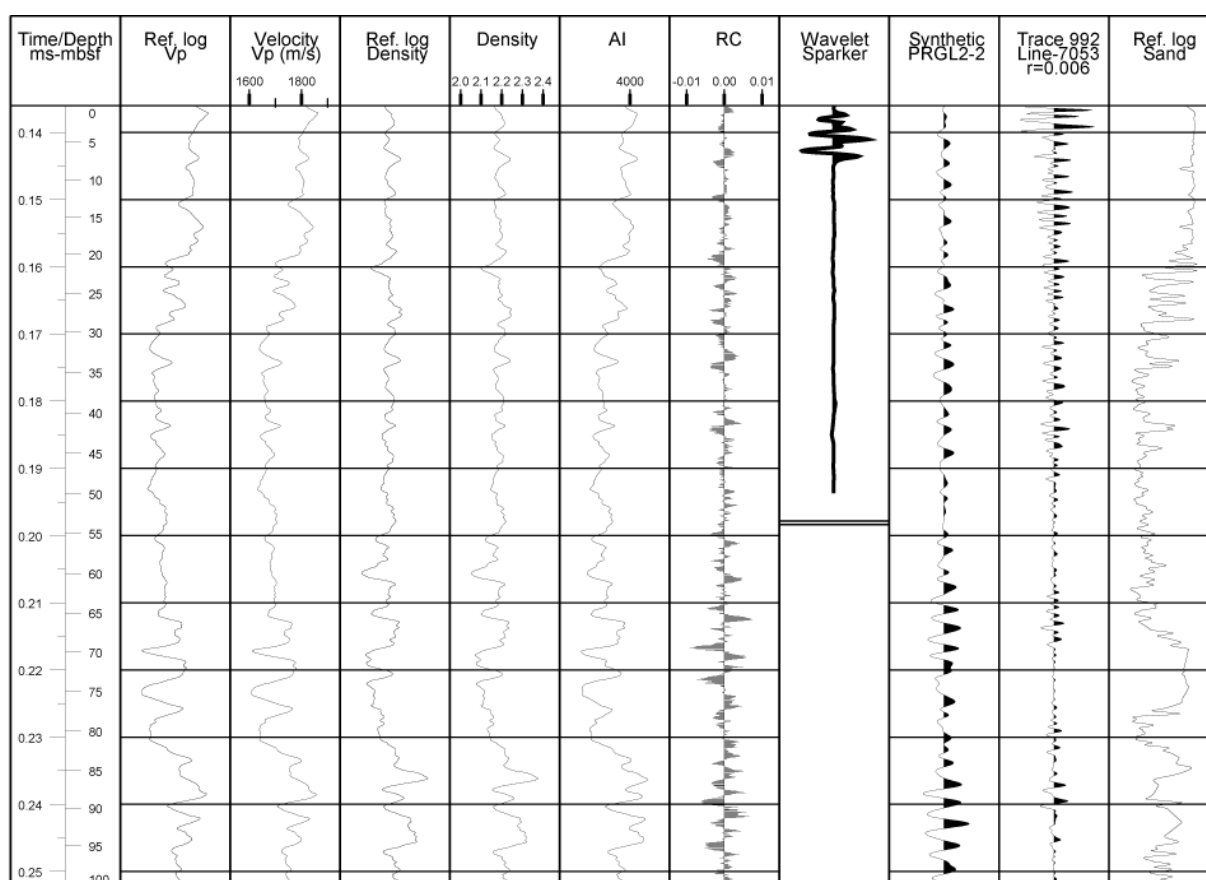 Time/Depth
ms-mbsf
Ref. log
Vp
Velocity
Vp (m/s)
1600 1800
Ref. log
Density
Density
2.0 2.1 2.2 2.3 2.4
AI
4000
RC
-0.01 0.00 0.01
Wavelet
Sparker
Synthetic
PRGL2-2
Trace 992
Line-7053
r=0.006
Ref. log
Sand
0
0.14
5
10
0.15
15
20
0.16
25
30
0.17
35
0.18
40
45
0.19
50
55
0.20
60
0.21
65
70
0.22
75
80
0.23
85
0.24
90
95
0.25
100